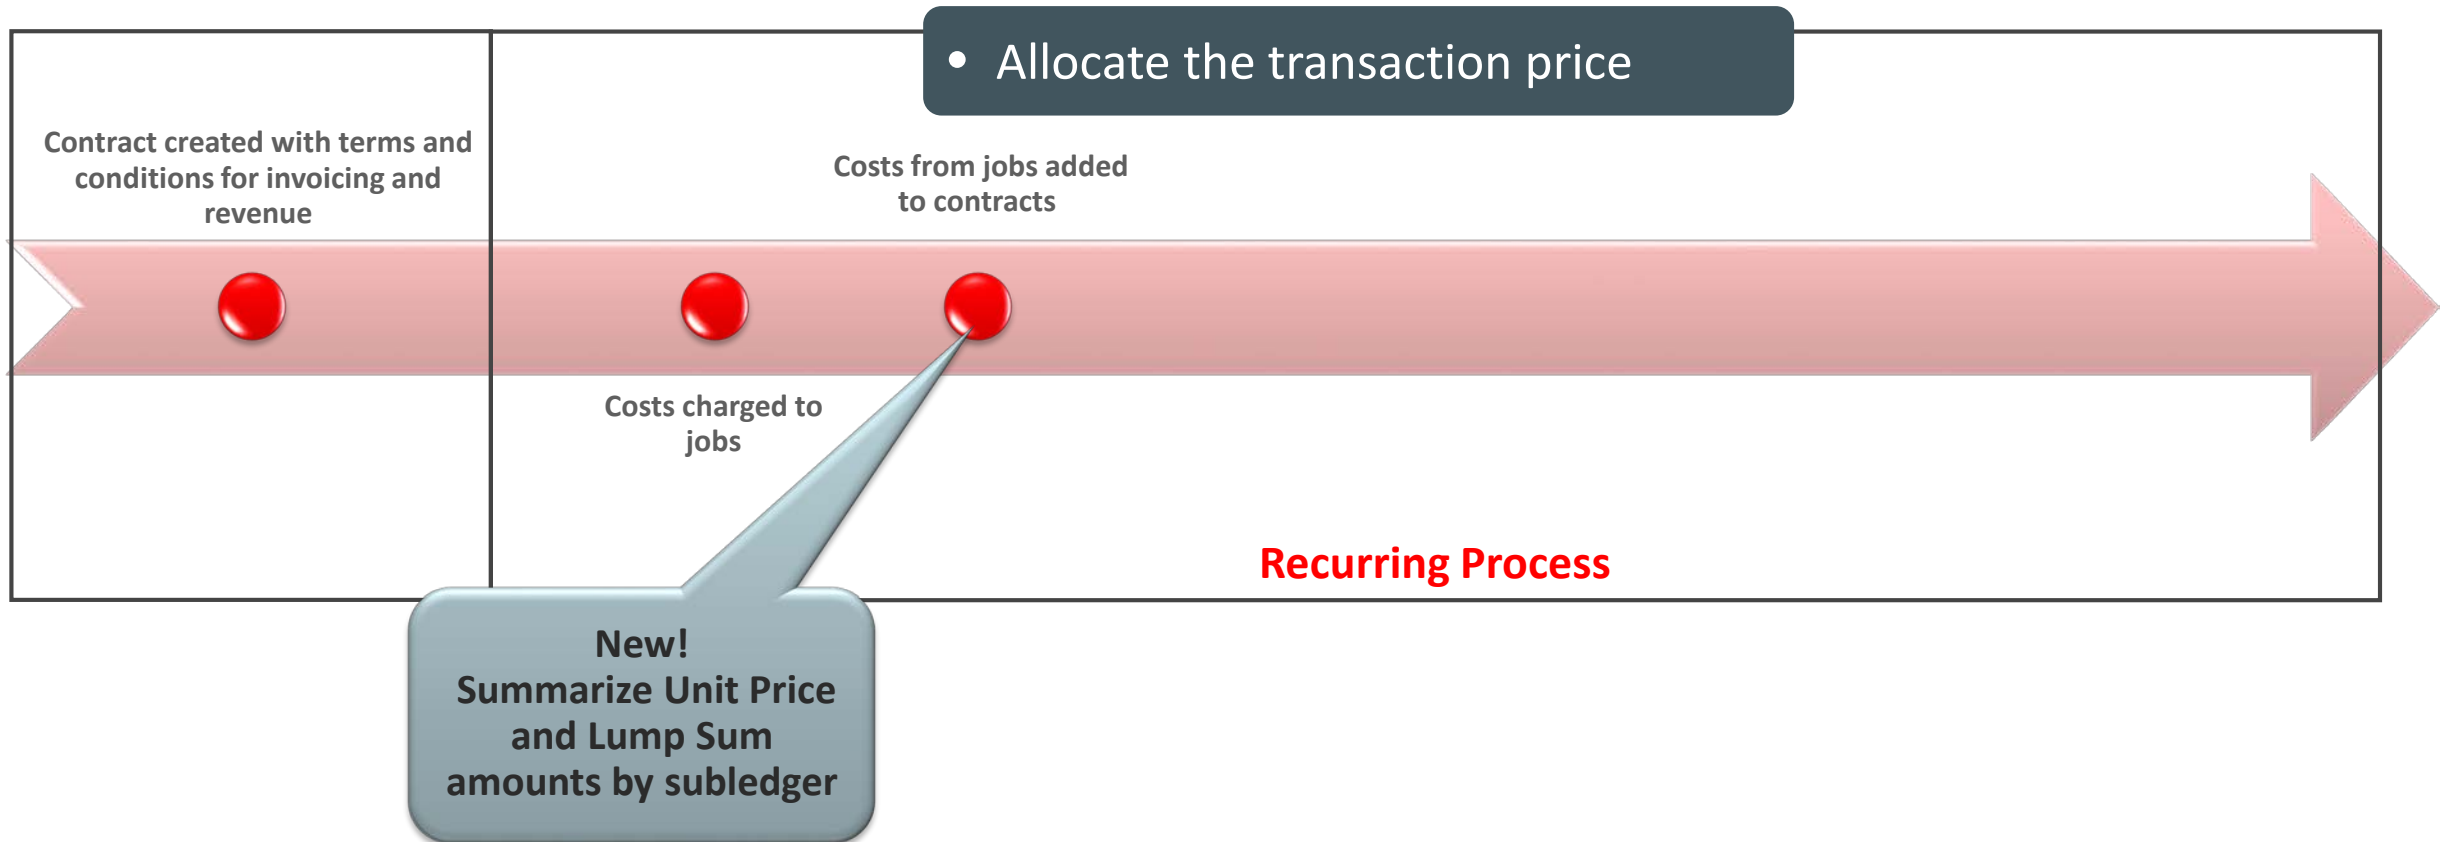 • Allocate the transaction price
Contract created with terms and
conditions for invoicing and
revenue
Costs from jobs added
to contracts
Costs charged to
jobs
Recurring Process
New!
Summarize Unit Price
and Lump Sum
amounts by subledger